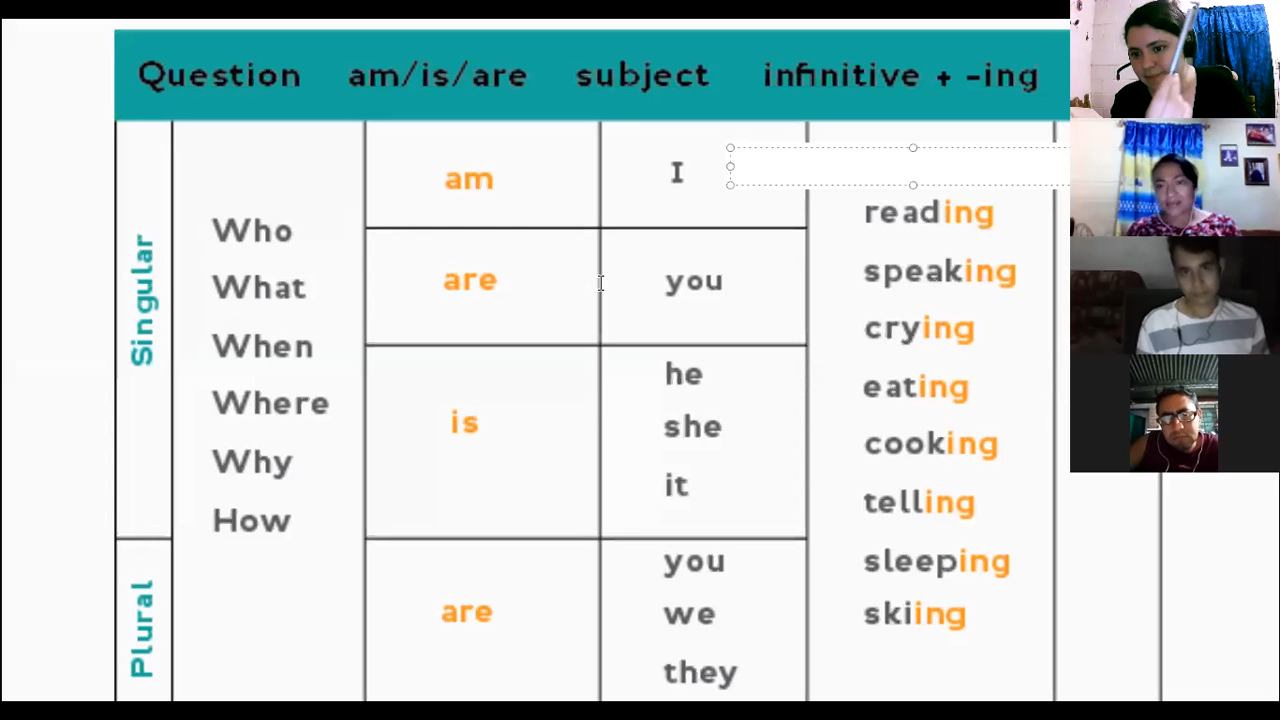 Question am/is/are subject infinitive + -ing
Singular
Who
What
When
Where
Why
How
am
are
is
I
you
he
she
it
reading
speaking
crying
eating
cooking
telling
sleeping
skiing
Plural
are
you
we
they